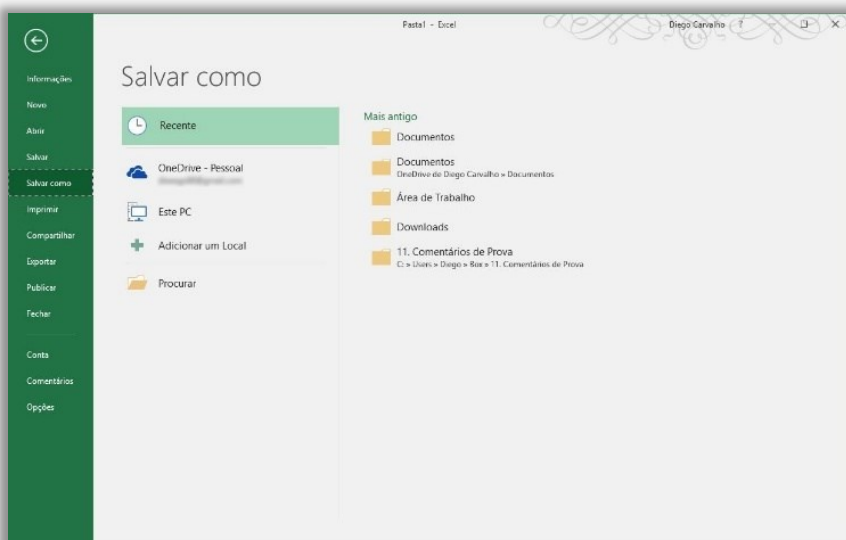 Pasta1 - Excel
Diego Carvalho
?
Informações
Novo
Abrir
Salvar
Salvar como
Imprimir
Compartilhar
Exportar
Publicar
Fechar
Conta
Comentários
Opções
Salvar como
Recente
OneDrive - Pessoal
Este PC
Adicionar um Local
Procurar
Mais antigo
Documentos
Documentos
OneDrive de Diego Carvalho » Documentos
Área de Trabalho
Downloads
11. Comentários de Prova
C: » Users » Diego » Box » 11. Comentários de Prova